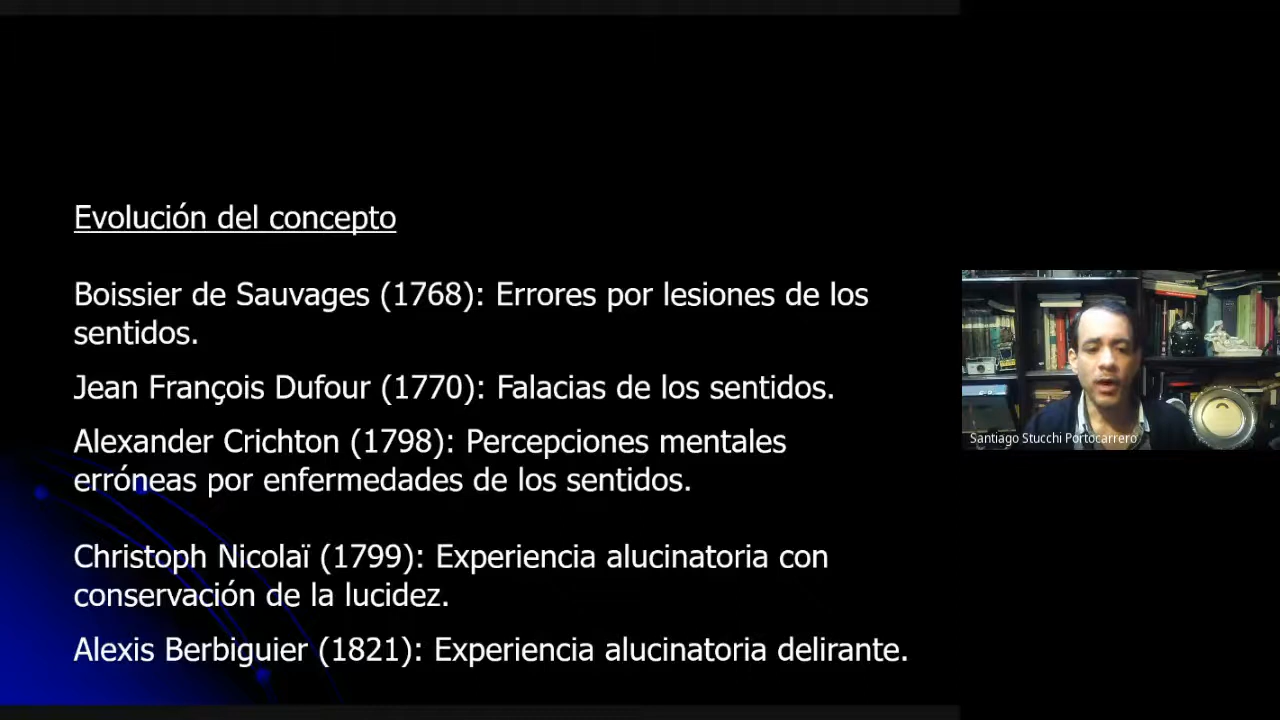 Evolución del concepto
Boissier de Sauvages (1768): Errores por lesiones de los
sentidos.
Jean François Dufour (1770): Falacias de los sentidos.
Alexander Crichton (1798): Percepciones mentales
erróneas por enfermedades de los sentidos.
Christoph Nicolaï (1799): Experiencia alucinatoria con
conservación de la lucidez.
Alexis Berbiguier (1821): Experiencia alucinatoria delirante.
Santiago Stucchi Portocarrero